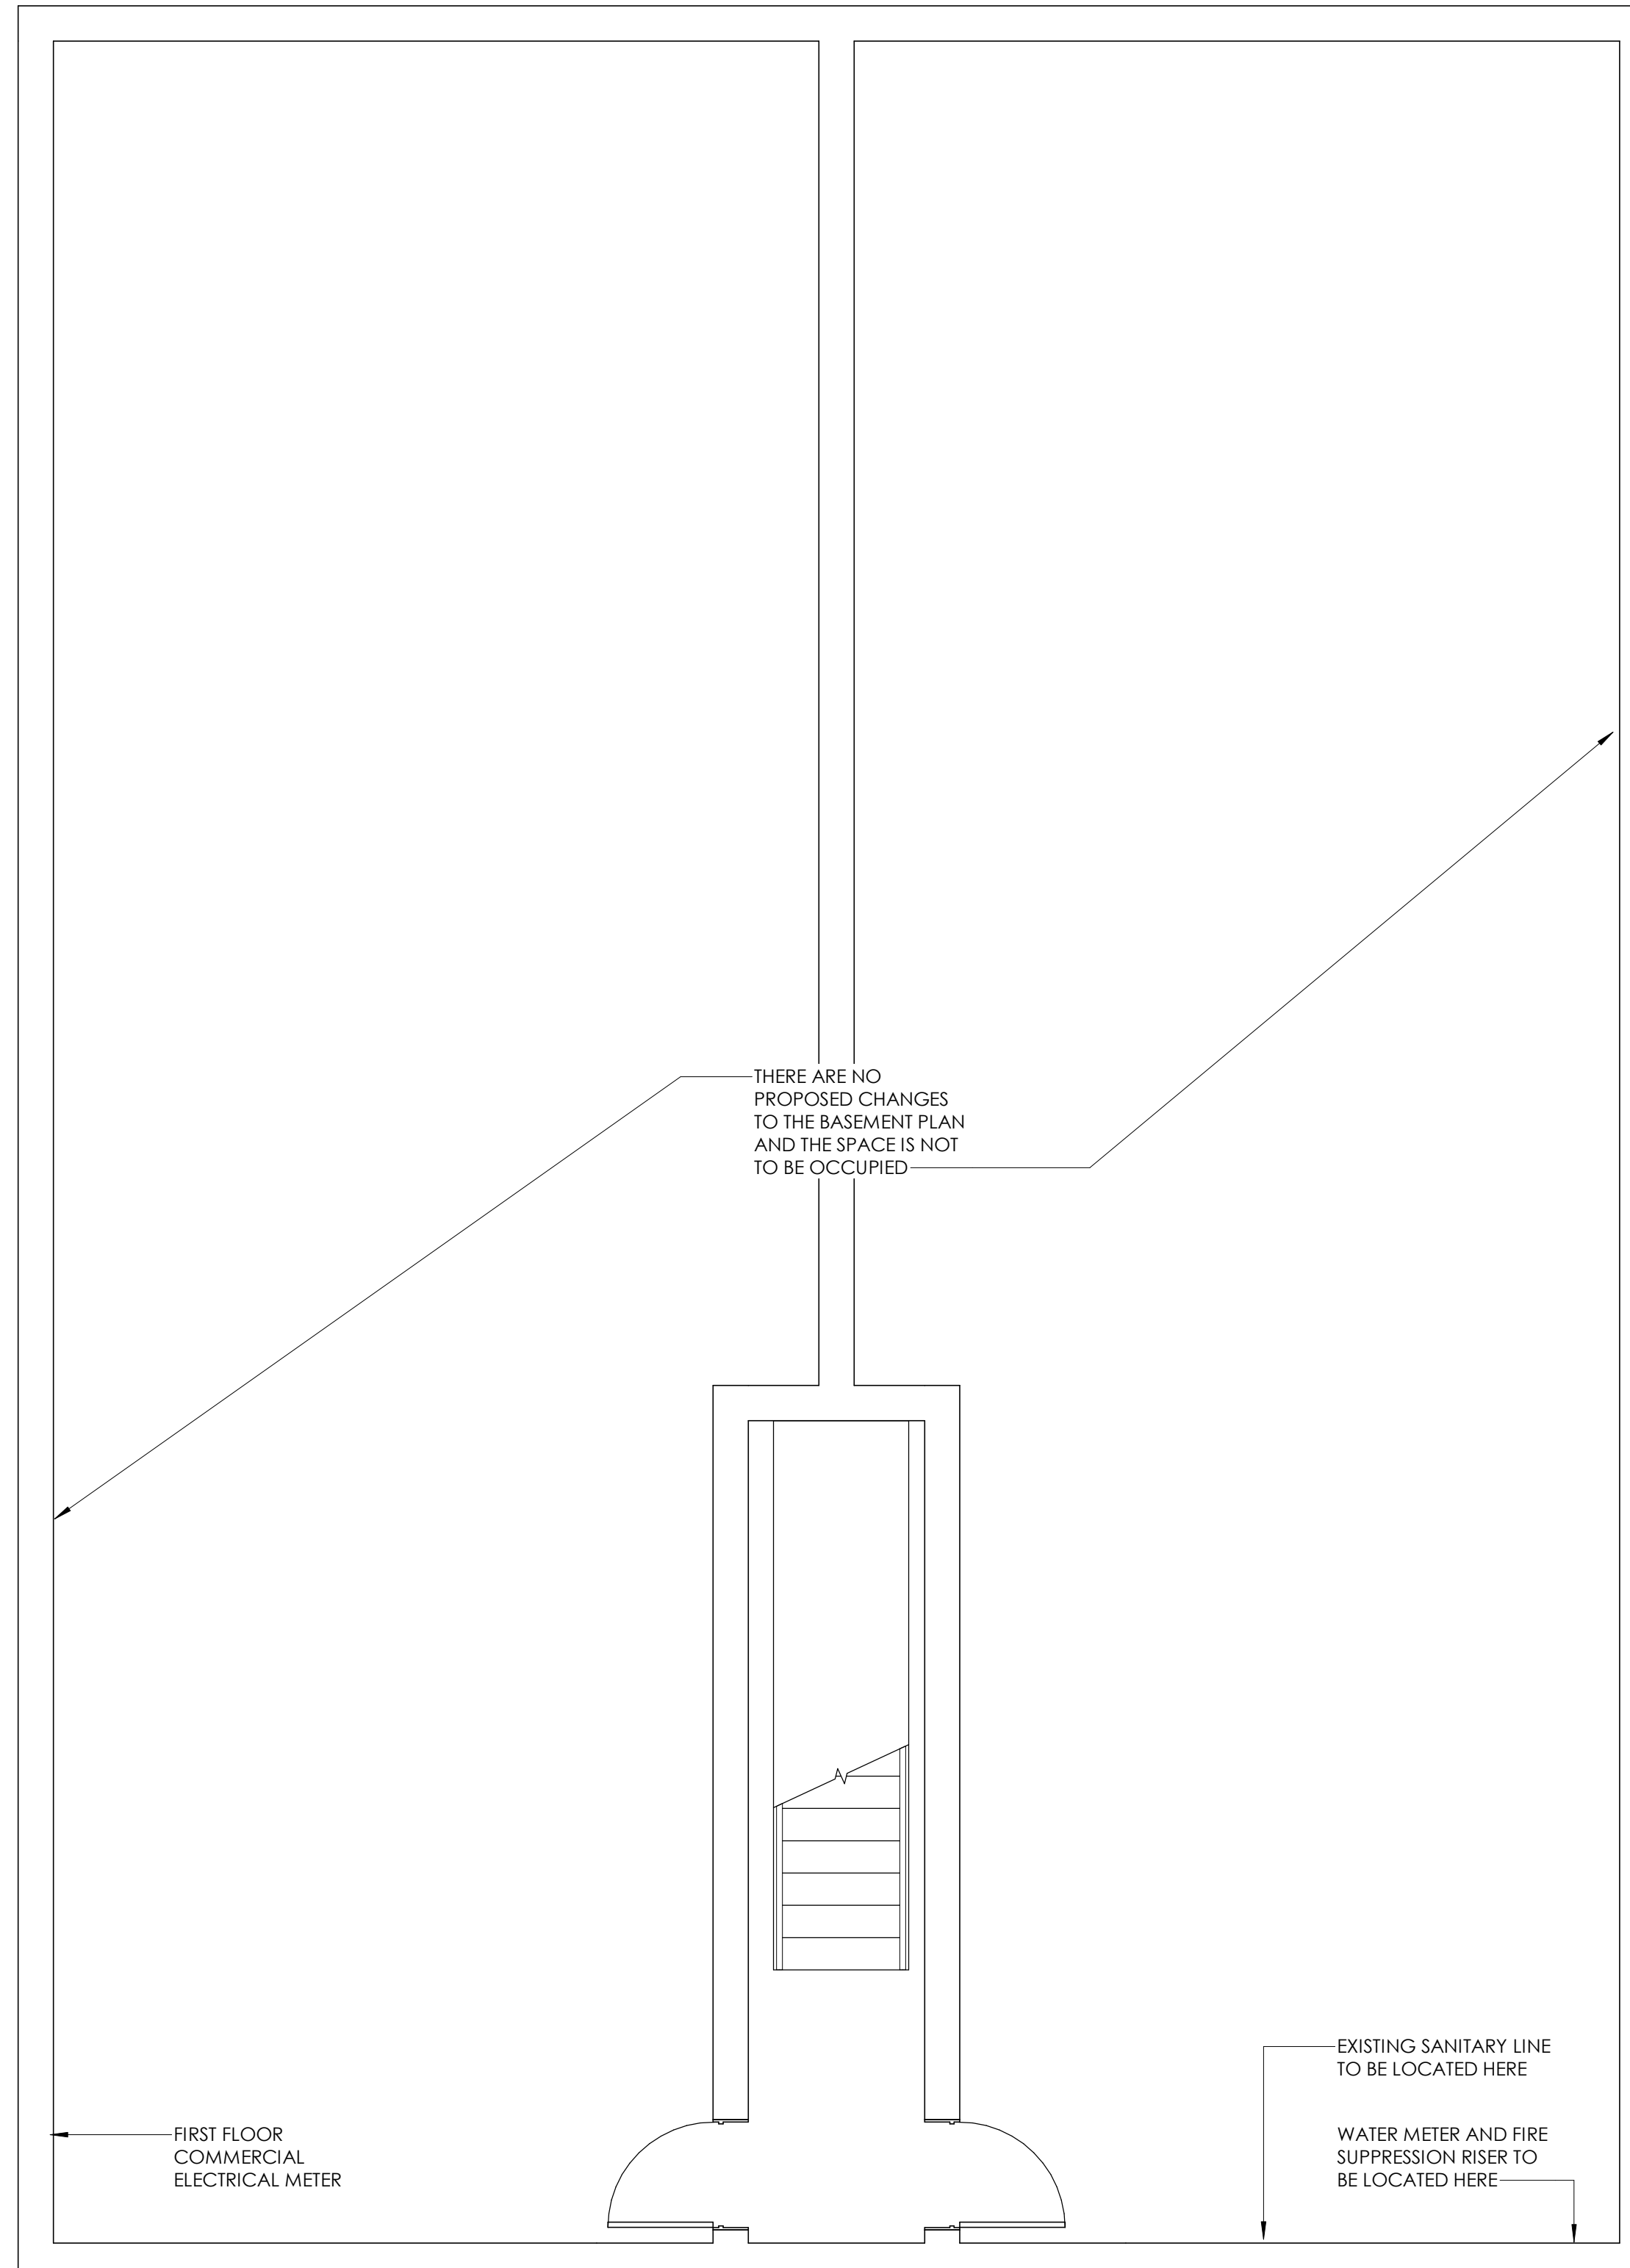 THERE ARE NO
PROPOSED CHANGES
TO THE BASEMENT PLAN
AND THE SPACE IS NOT
TO BE OCCUPIED
EXISTING SANITARY LINE
TO BE LOCATED HERE
FIRST FLOOR
COMMERCIAL
ELECTRICAL METER
WATER METER AND FIRE
SUPPRESSION RISER TO
BE LOCATED HERE